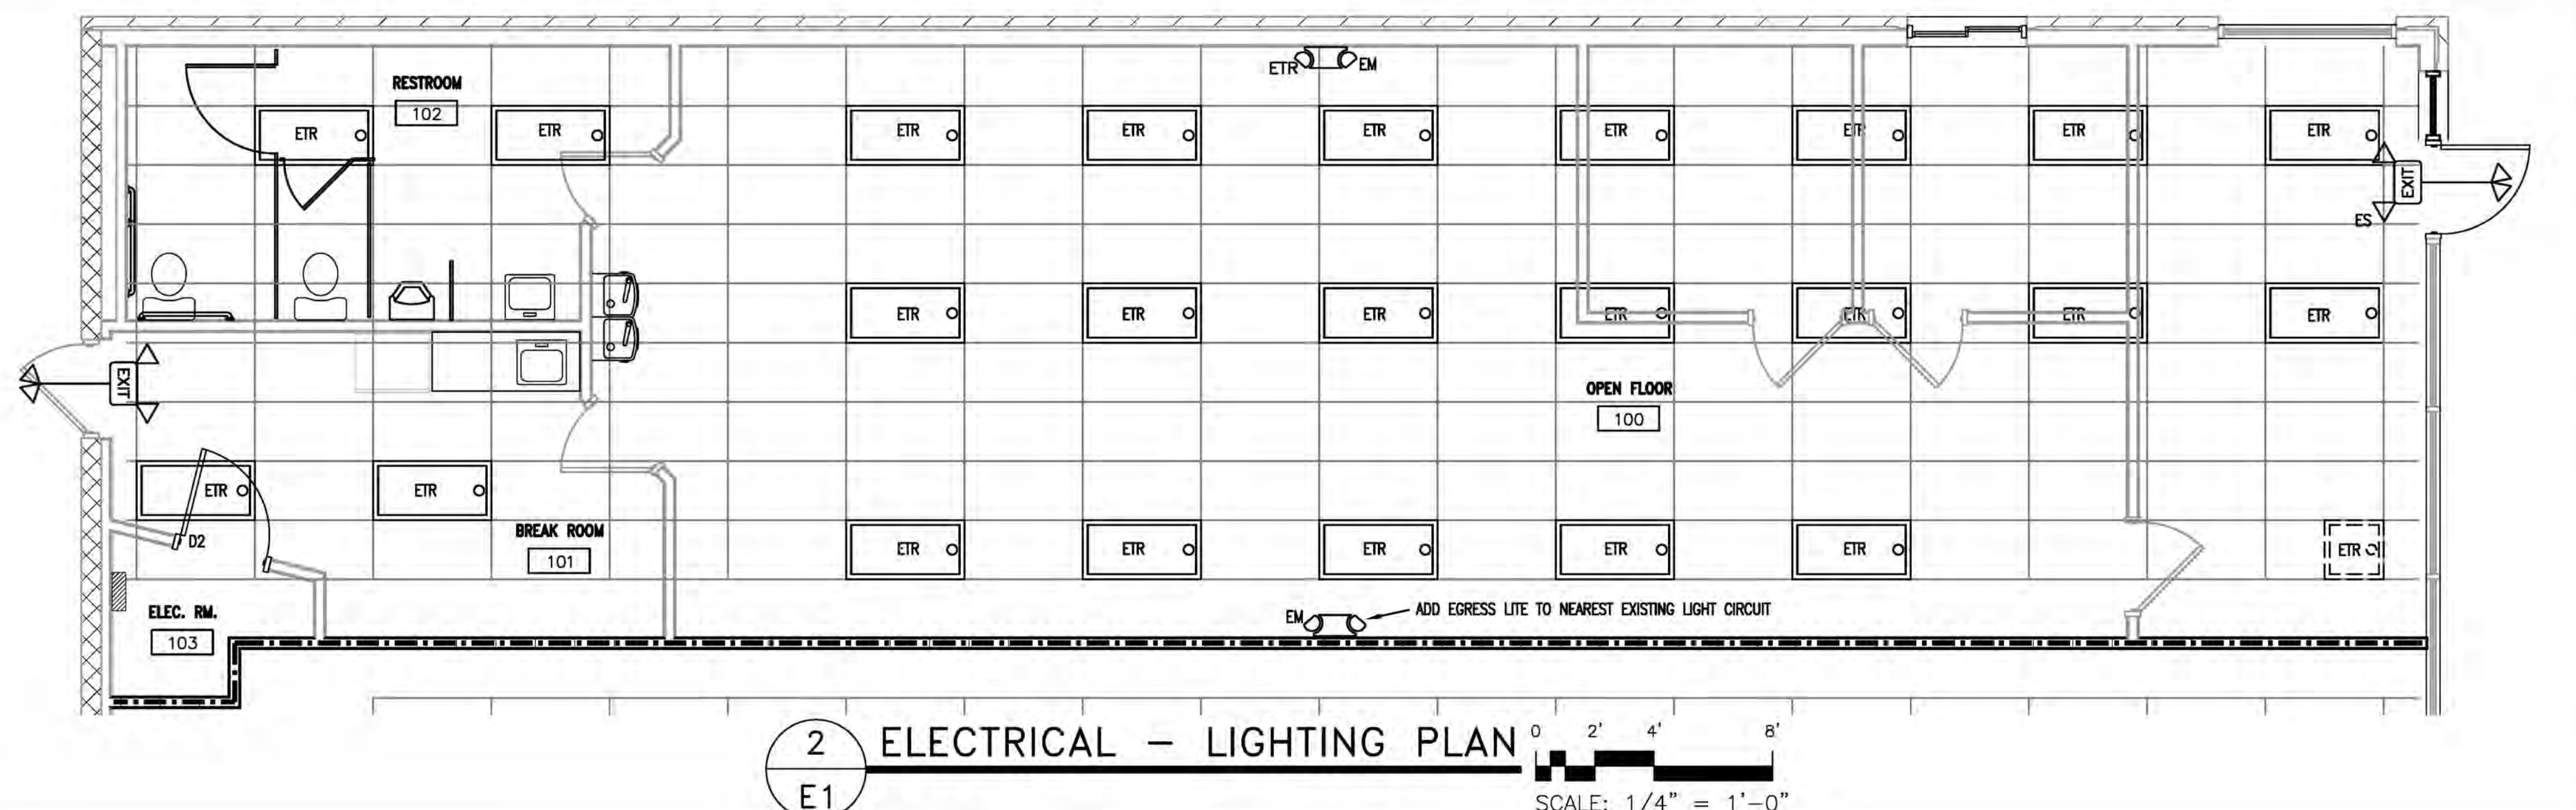 ETR EM
RESTROOM
102
ETR ETR ETR ETR ETR ETR ETR ETR ETR
EXIT
ES
ETR ETR ETR ETR ETR ETR ETR
EXIT
OPEN FLOOR
100
ETR ETR
D2
BREAK ROOM
101
ETR ETR ETR ETR ETR ETR
ELEC. RM.
103
EM ADD EGRESS LITE TO NEAREST EXISTING LIGHT CIRCUIT
2
E1
ELECTRICAL – LIGHTING PLAN
0 2' 4' 8'
SCALE: 1/4" = 1'-0"